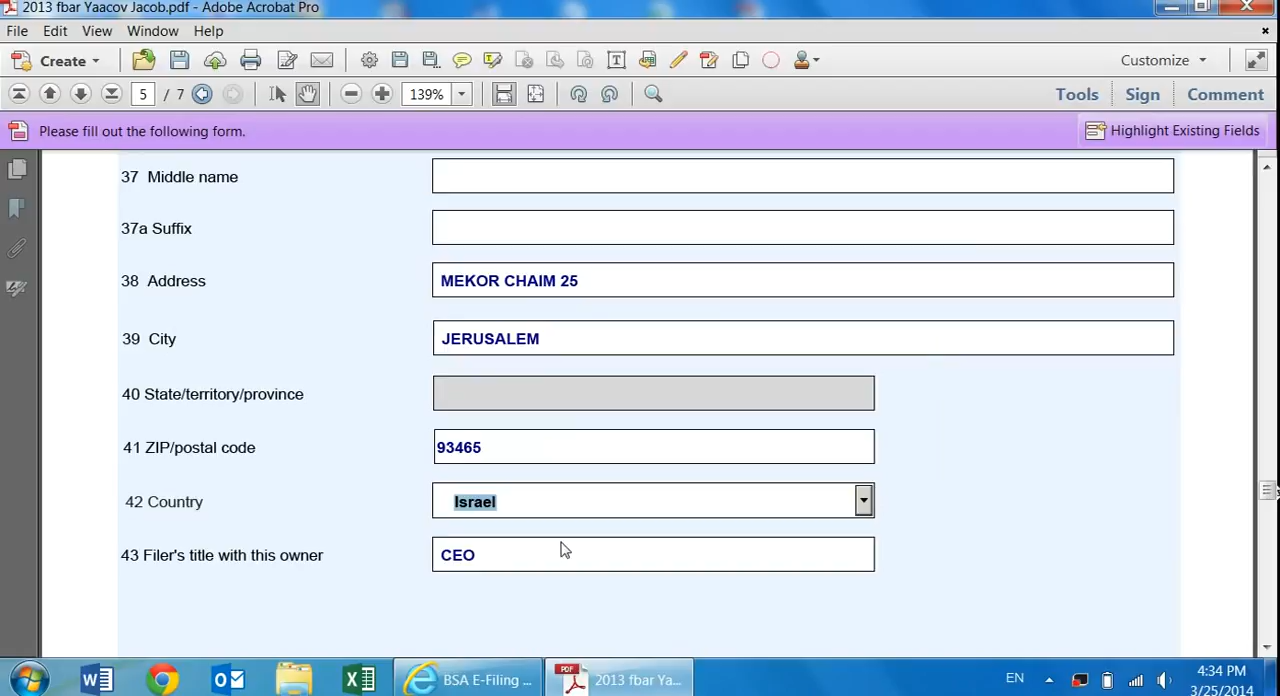 2013 fbar Yaacov Jacob.pdf - Adobe Acrobat Pro
File Edit View Window Help
Create Customize
5 / 7 139% Tools Sign Comment
Please fill out the following form. Highlight Existing Fields
37 Middle name
37a Suffix
38 Address MEKOR CHAIM 25
39 City JERUSALEM
40 State/territory/province
41 ZIP/postal code 93465
42 Country Israel
43 Filer's title with this owner CEO
BSA E-Filing ... PDF 2013 fbar Ya... EN 4:34 PM
3/25/2014